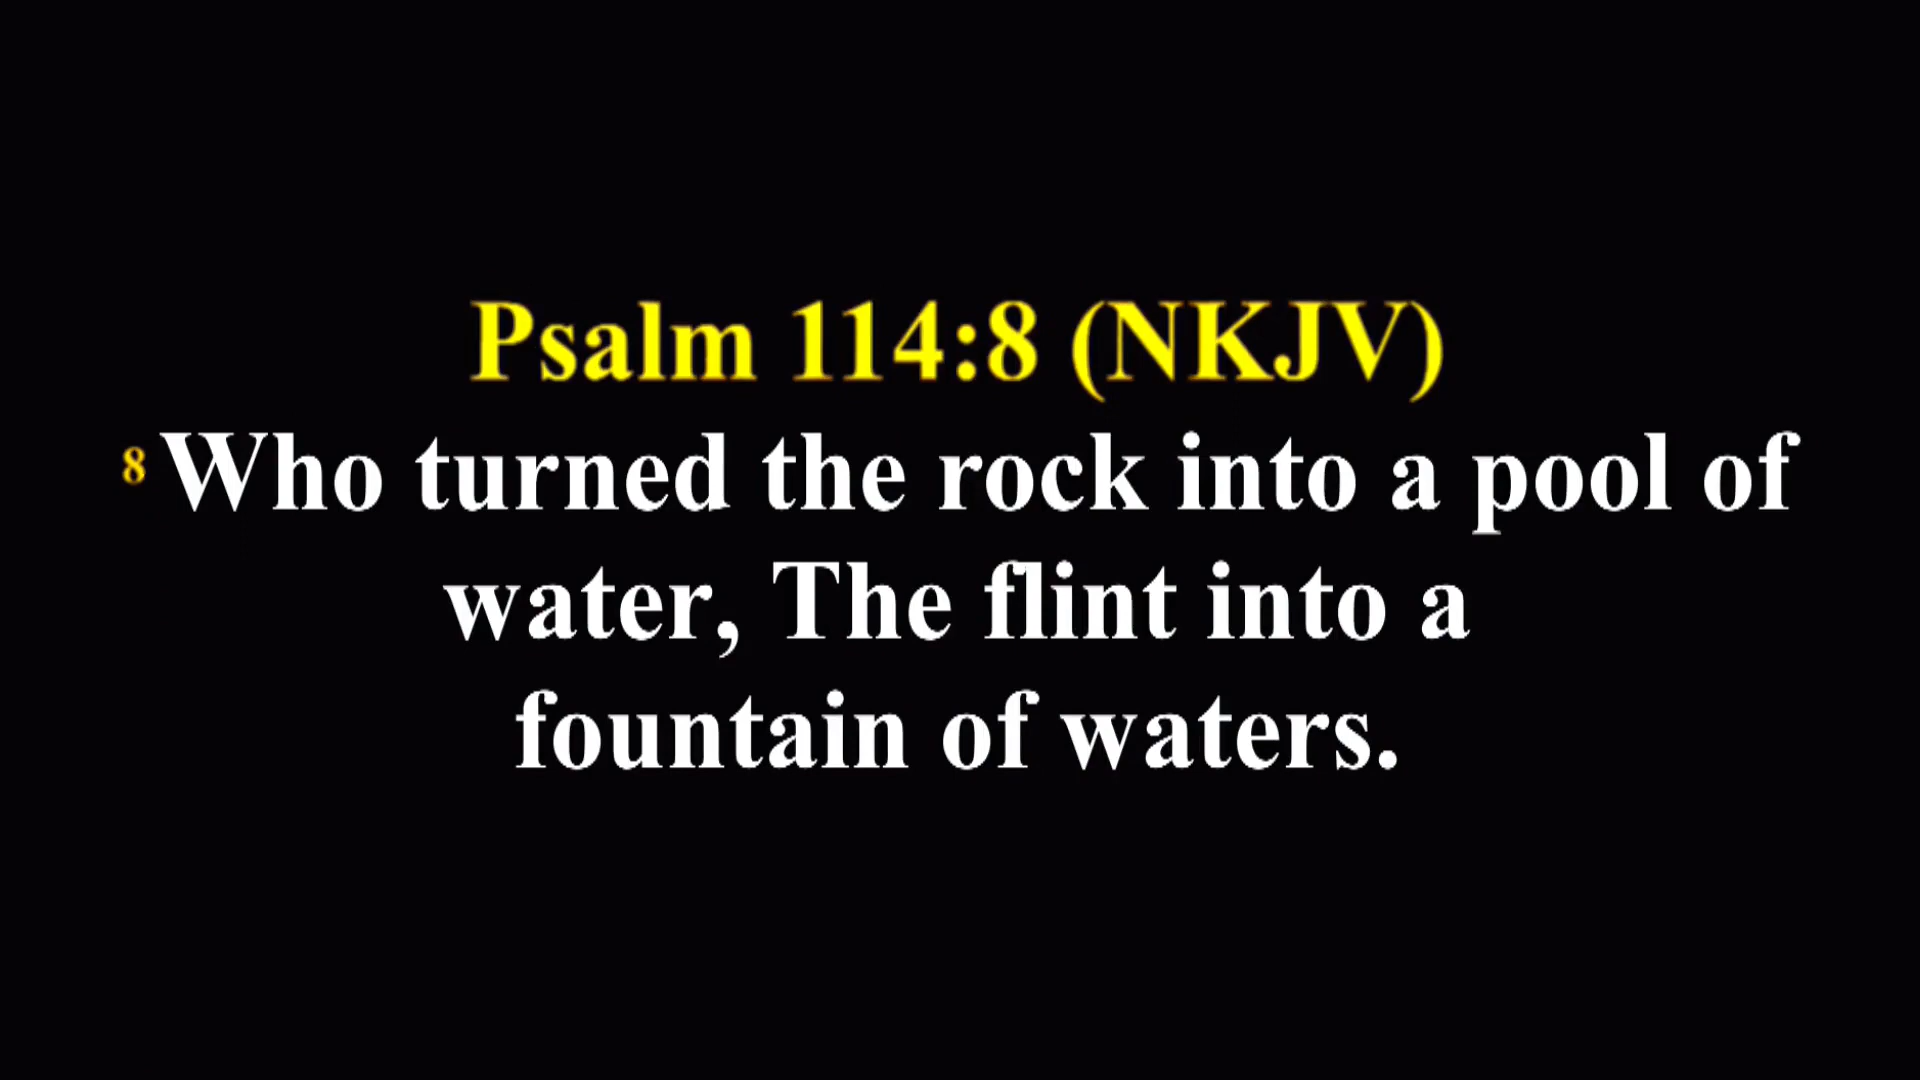 Psalm 114:8 (NKJV)
8 Who turned the rock into a pool of
water, The flint into a
fountain of waters.